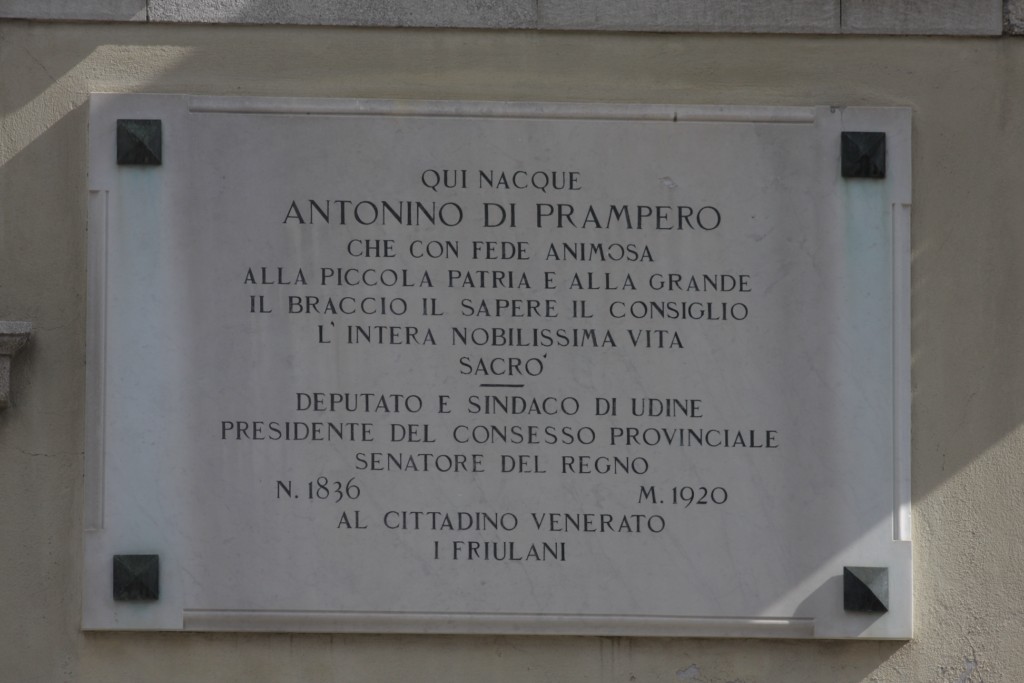 QUI NACQUE
ANTONINO DI PRAMPERO
CHE CON FEDE ANIMOSA
ALLA PICCOLA PATRIA E ALLA GRANDE
IL BRACCIO IL SAPERE IL CONSIGLIO
L'INTERA NOBILISSIMA VITA
SACRO'
DEPUTATO E SINDACO DI UDINE
PRESIDENTE DEL CONSESSO PROVINCIALE
SENATORE DEL REGNO
N. 1836 M. 1920
AL CITTADINO VENERATO
I FRIULANI